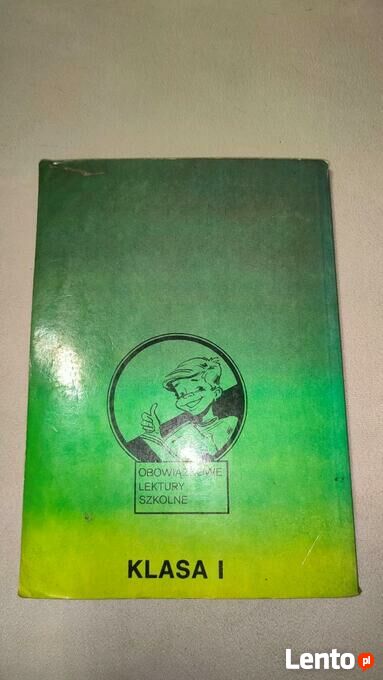 OBOWIĄZKOWE
LEKTURY
SZKOLNE
KLASA I
Lento.pl